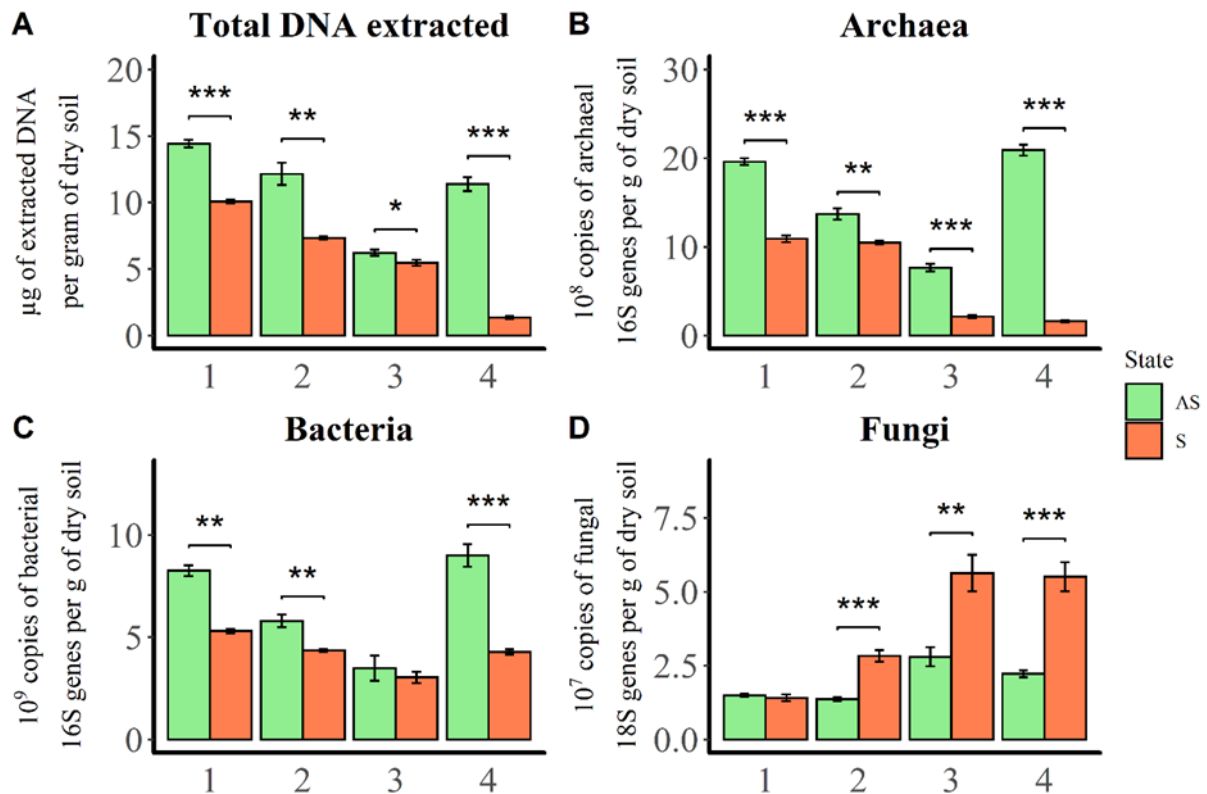 A Total DNA extracted
µg of extracted DNA
per gram of dry soil
20
15
10
5
0
***
**
*
***
1 2 3 4
B Archaea
10⁸ copies of archaeal
16S genes per g of dry soil
30
20
10
0
***
**
***
***
1 2 3 4
State
AS
S
C Bacteria
10⁹ copies of bacterial
16S genes per g of dry soil
10
5
0
**
**
***
1 2 3 4
D Fungi
10⁷ copies of fungal
18S genes per g of dry soil
7.5
5.0
2.5
0.0
***
**
***
1 2 3 4